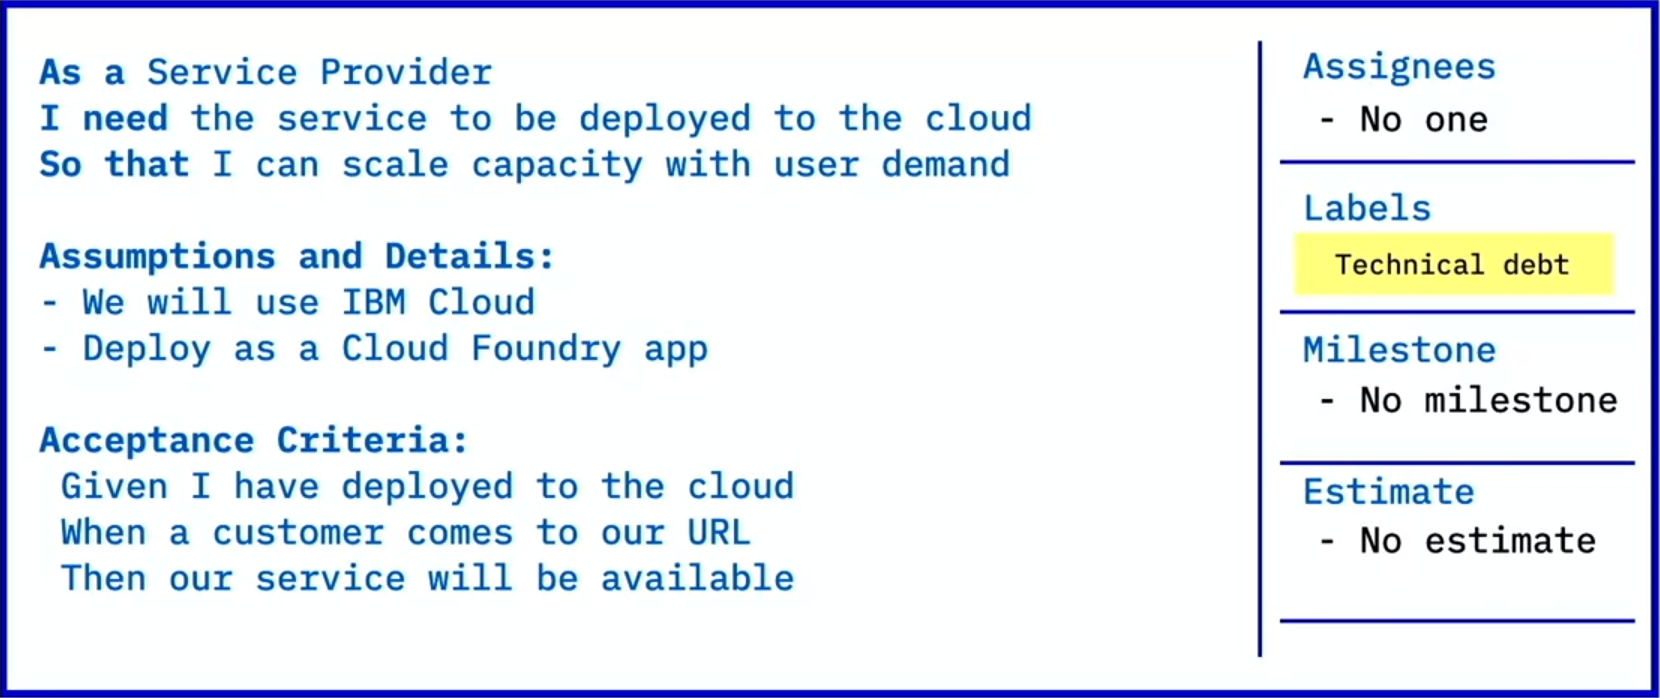 As a Service Provider
I need the service to be deployed to the cloud
So that I can scale capacity with user demand
Assumptions and Details:
- We will use IBM Cloud
- Deploy as a Cloud Foundry app
Acceptance Criteria:
Given I have deployed to the cloud
When a customer comes to our URL
Then our service will be available
Assignees
- No one
Labels
Technical debt
Milestone
- No milestone
Estimate
- No estimate